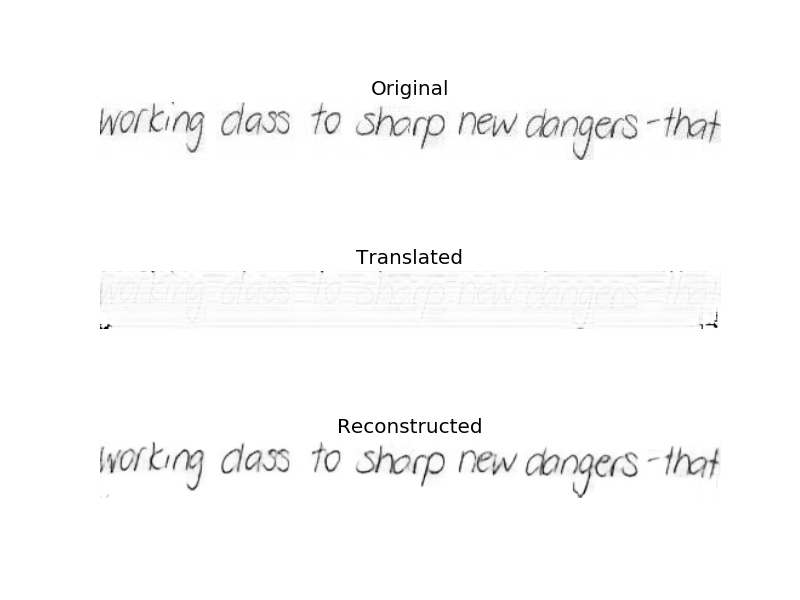 Original
working class to sharp new dangers - that
Translated
working class to sharp new dangers - that
Reconstructed
working class to sharp new dangers - that